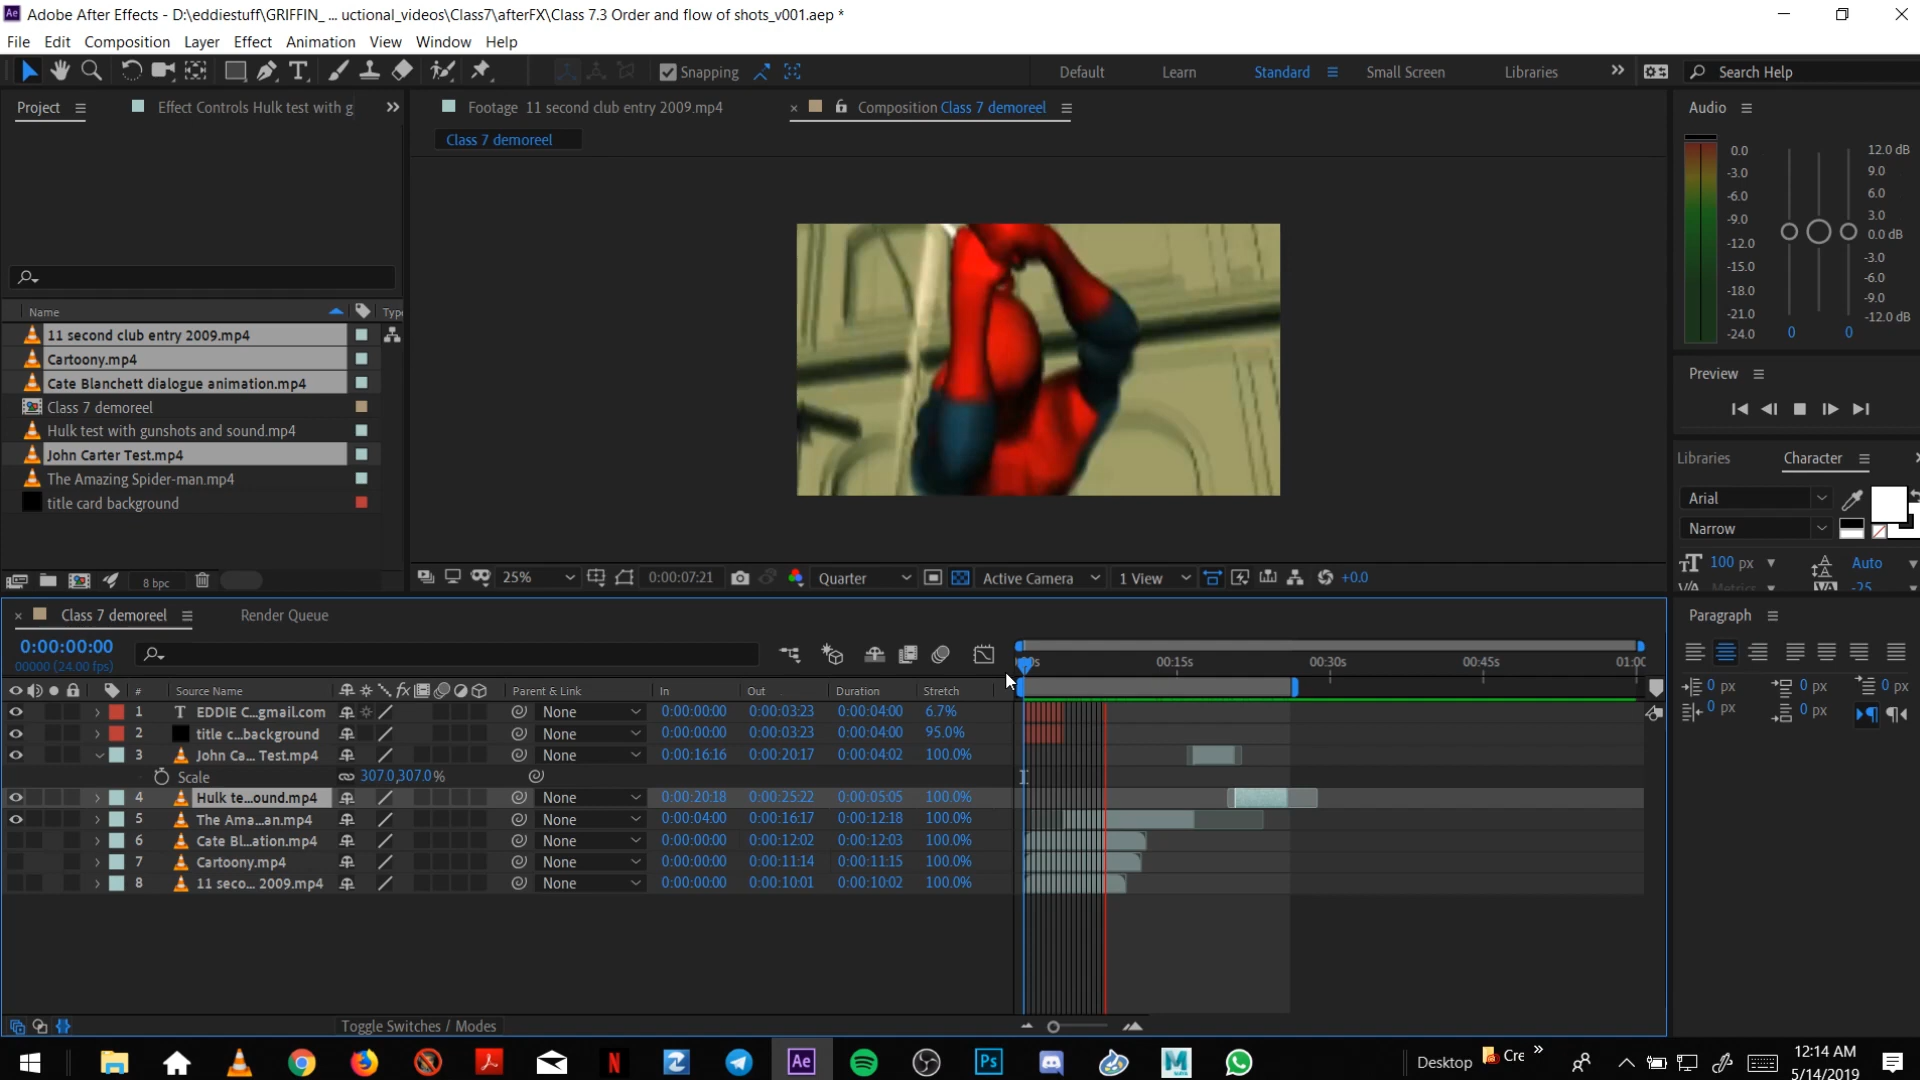 Adobe After Effects - D:\eddiestuff\GRIFFIN_ ... uctional_videos\Class7\afterFX\Class 7.3 Order and flow of shots_v001.aep *
File Edit Composition Layer Effect Animation View Window Help
Snapping Default Learn Standard Small Screen Libraries Search Help
Project Effect Controls Hulk test with g Footage 11 second club entry 2009.mp4 Composition Class 7 demoreel Audio
Class 7 demoreel
0.0 12.0 dB
-3.0 9.0
-6.0 6.0
-9.0 3.0
-12.0 0.0 dB
-15.0 -3.0
-18.0 -6.0
-21.0 -9.0
-24.0 -12.0 dB
0 0
Name Type
11 second club entry 2009.mp4
Cartoony.mp4
Cate Blanchett dialogue animation.mp4
Class 7 demoreel
Hulk test with gunshots and sound.mp4
John Carter Test.mp4
The Amazing Spider-man.mp4
title card background
8 bpc
Preview
Libraries Character
Arial
Narrow
100 px Auto
Metrics -25
25% 0:00:07:21 Quarter Active Camera 1 View +0.0
Class 7 demoreel Render Queue
0:00:00:00
00000 (24.00 fps)
00:15s 00:30s 00:45s 01:00
# Source Name Parent & Link In Out Duration Stretch
1 T EDDIE C...gmail.com None 0:00:00:00 0:00:03:23 0:00:04:00 6.7%
2 title c...background None 0:00:00:00 0:00:03:23 0:00:04:00 95.0%
3 John Ca... Test.mp4 None 0:00:16:16 0:00:20:17 0:00:04:02 100.0%
Scale 307.0,307.0%
4 Hulk te...ound.mp4 None 0:00:20:18 0:00:25:22 0:00:05:05 100.0%
5 The Ama...an.mp4 None 0:00:04:00 0:00:16:17 0:00:12:18 100.0%
6 Cate Bl...ation.mp4 None 0:00:00:00 0:00:12:02 0:00:12:03 100.0%
7 Cartoony.mp4 None 0:00:00:00 0:00:11:14 0:00:11:15 100.0%
8 11 seco... 2009.mp4 None 0:00:00:00 0:00:10:01 0:00:10:02 100.0%
Toggle Switches / Modes
Paragraph
0 px 0 px 0 px
0 px 0 px
Desktop Cre
12:14 AM
5/14/2019